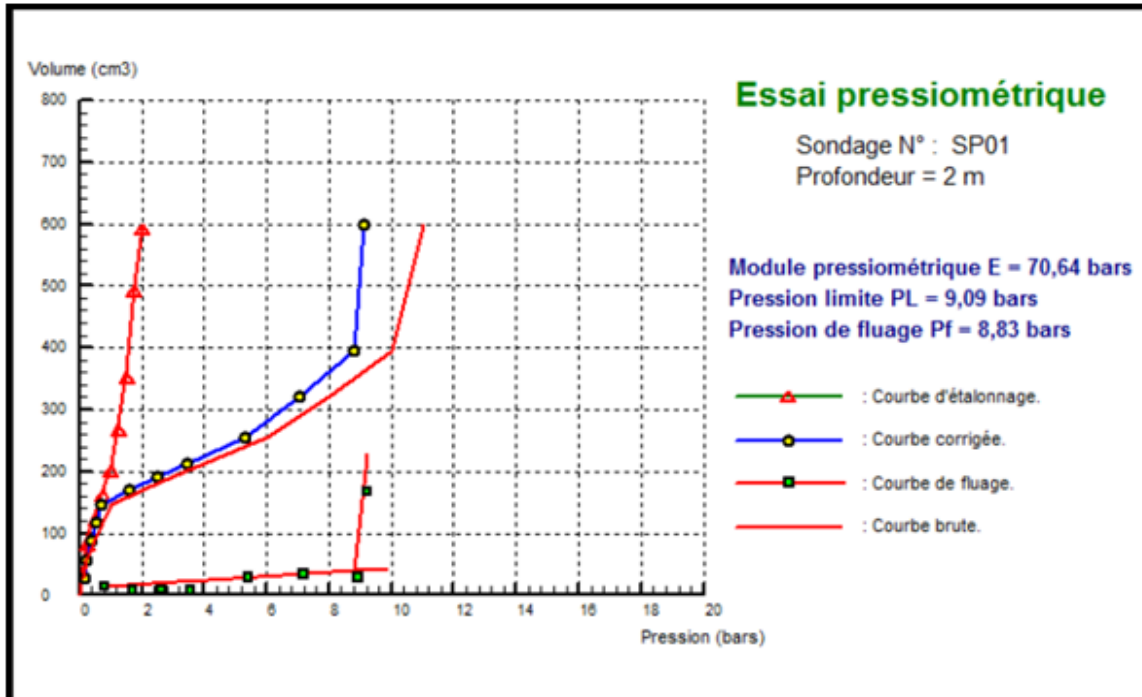 Volume (cm3)
800
700
600
500
400
300
200
100
0
0 2 4 6 8 10 12 14 16 18 20
Pression (bars)
Essai pressiométrique
Sondage N° : SP01
Profondeur = 2 m
Module pressiométrique E = 70,64 bars
Pression limite PL = 9,09 bars
Pression de fluage Pf = 8,83 bars
: Courbe d'étalonnage.
: Courbe corrigée.
: Courbe de fluage.
: Courbe brute.